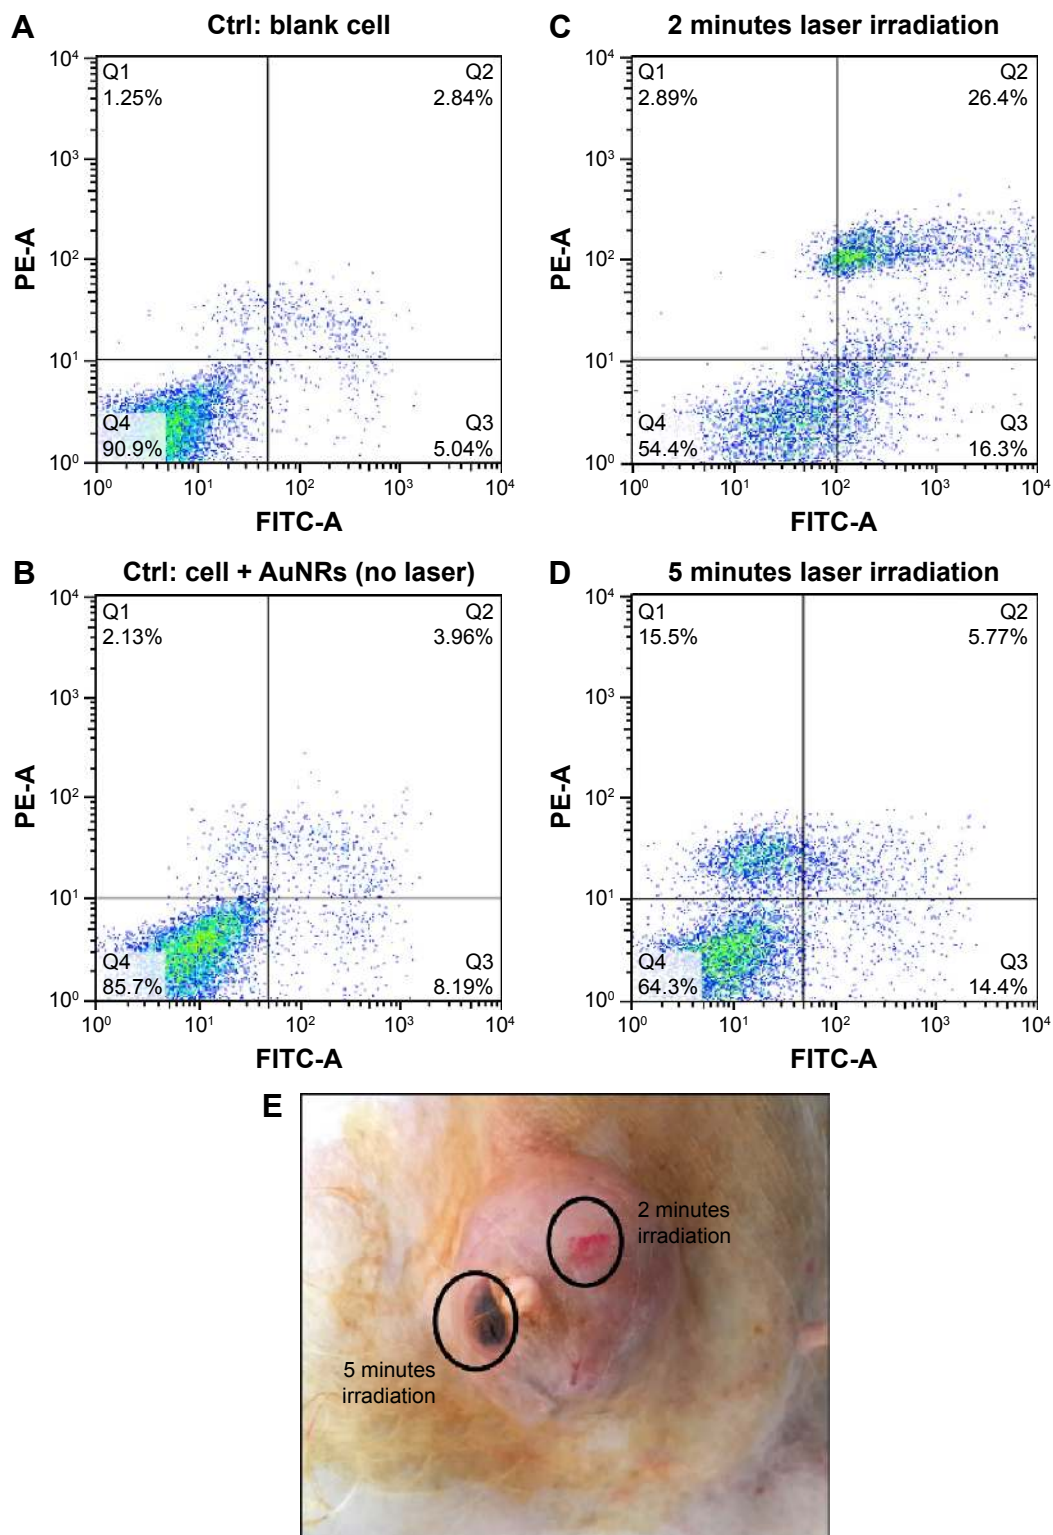 A
Ctrl: blank cell
10⁴
10³
10²
10¹
10⁰
PE-A
Q1
1.25%
Q2
2.84%
Q4
90.9%
Q3
5.04%
10⁰ 10¹ 10² 10³ 10⁴
FITC-A
C
2 minutes laser irradiation
10⁴
10³
10²
10¹
10⁰
PE-A
Q1
2.89%
Q2
26.4%
Q4
54.4%
Q3
16.3%
10⁰ 10¹ 10² 10³ 10⁴
FITC-A
B
Ctrl: cell + AuNRs (no laser)
10⁴
10³
10²
10¹
10⁰
PE-A
Q1
2.13%
Q2
3.96%
Q4
85.7%
Q3
8.19%
10⁰ 10¹ 10² 10³ 10⁴
FITC-A
D
5 minutes laser irradiation
10⁴
10³
10²
10¹
10⁰
PE-A
Q1
15.5%
Q2
5.77%
Q4
64.3%
Q3
14.4%
10⁰ 10¹ 10² 10³ 10⁴
FITC-A
E
2 minutes
irradiation
5 minutes
irradiation